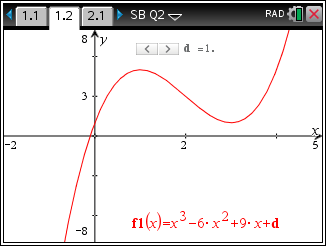 1.1 1.2 2.1 SB Q2 RAD
8 y
d =1.
3
x
-2 2 5
-8
f1(x)=x³-6·x²+9·x+d